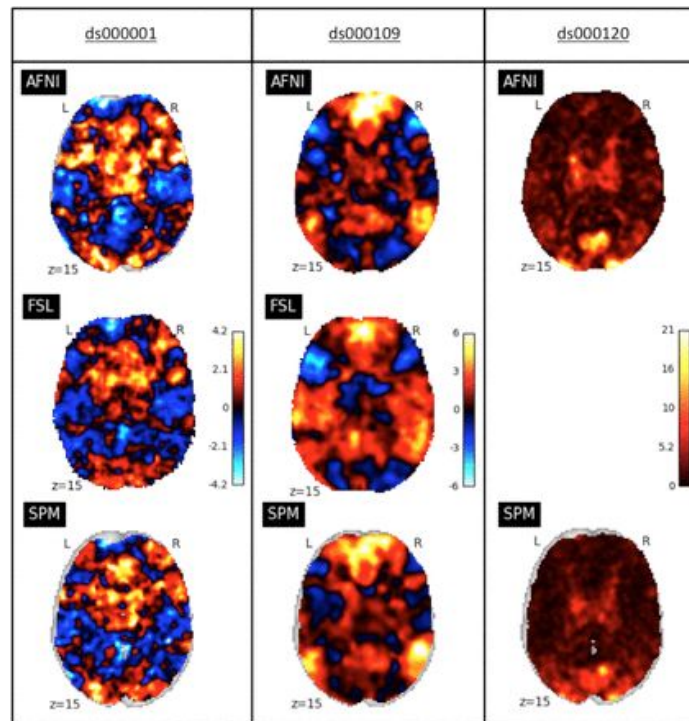 ds000001 ds000109 ds000120
AFNI AFNI AFNI
L R L R L R
z=15 z=15 z=15
FSL FSL
L R 4.2 L R 6 21
2.1 3 16
0 0 10
-2.1 -3 5.2
-4.2 -6 0
z=15 z=15
SPM SPM SPM
L R L R L R
z=15 z=15 z=15